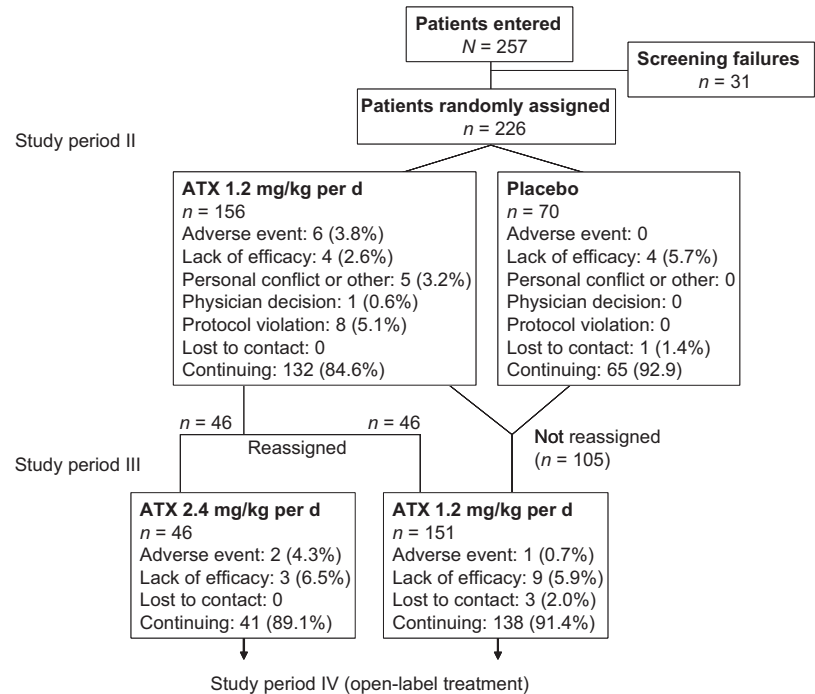 Patients entered
N = 257
Screening failures
n = 31
Patients randomly assigned
n = 226
Study period II
ATX 1.2 mg/kg per d
n = 156
Adverse event: 6 (3.8%)
Lack of efficacy: 4 (2.6%)
Personal conflict or other: 5 (3.2%)
Physician decision: 1 (0.6%)
Protocol violation: 8 (5.1%)
Lost to contact: 0
Continuing: 132 (84.6%)
Placebo
n = 70
Adverse event: 0
Lack of efficacy: 4 (5.7%)
Personal conflict or other: 0
Physician decision: 0
Protocol violation: 0
Lost to contact: 1 (1.4%)
Continuing: 65 (92.9)
n = 46
n = 46
Reassigned
Not reassigned
(n = 105)
Study period III
ATX 2.4 mg/kg per d
n = 46
Adverse event: 2 (4.3%)
Lack of efficacy: 3 (6.5%)
Lost to contact: 0
Continuing: 41 (89.1%)
ATX 1.2 mg/kg per d
n = 151
Adverse event: 1 (0.7%)
Lack of efficacy: 9 (5.9%)
Lost to contact: 3 (2.0%)
Continuing: 138 (91.4%)
Study period IV (open-label treatment)